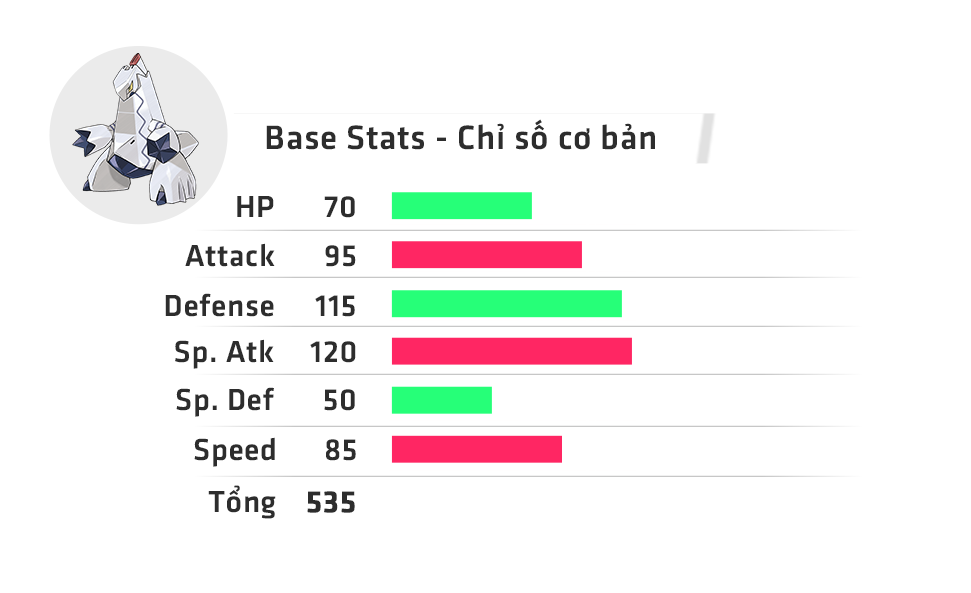 Base Stats - Chỉ số cơ bản
HP 70
Attack 95
Defense 115
Sp. Atk 120
Sp. Def 50
Speed 85
Tổng 535